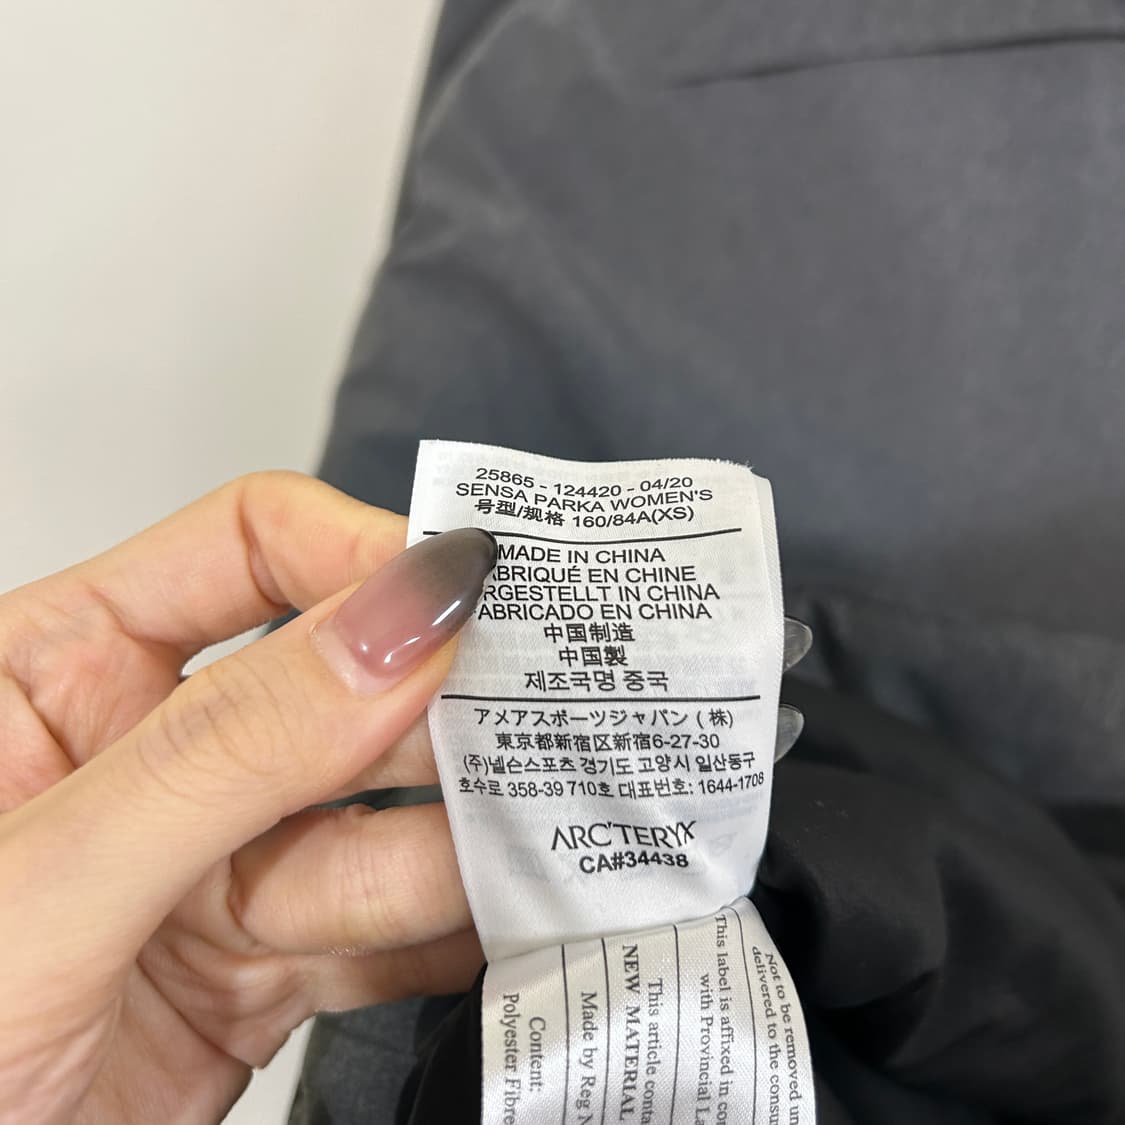 25865 - 124420 - 04/20
SENSA PARKA WOMEN'S
号型/规格 160/84A(XS)
MADE IN CHINA
ABRIQUÉ EN CHINE
RGESTELLT IN CHINA
ABRICADO EN CHINA
中国制造
中国製
제조국명 중국
アメアスポーツジャパン ( 株)
東京都新宿区新宿6-27-30
(주)넬슨스포츠 경기도 고양시 일산동구
호수로 358-39 710호 대표번호: 1644-1708
ARC'TERYX
CA#34438
Not to be removed un
delivered to the consu
This label is affixed in co
with Provincial La
This article conta
NEW MATERIAL
Made by Reg N
Content:
Polyester Fibre